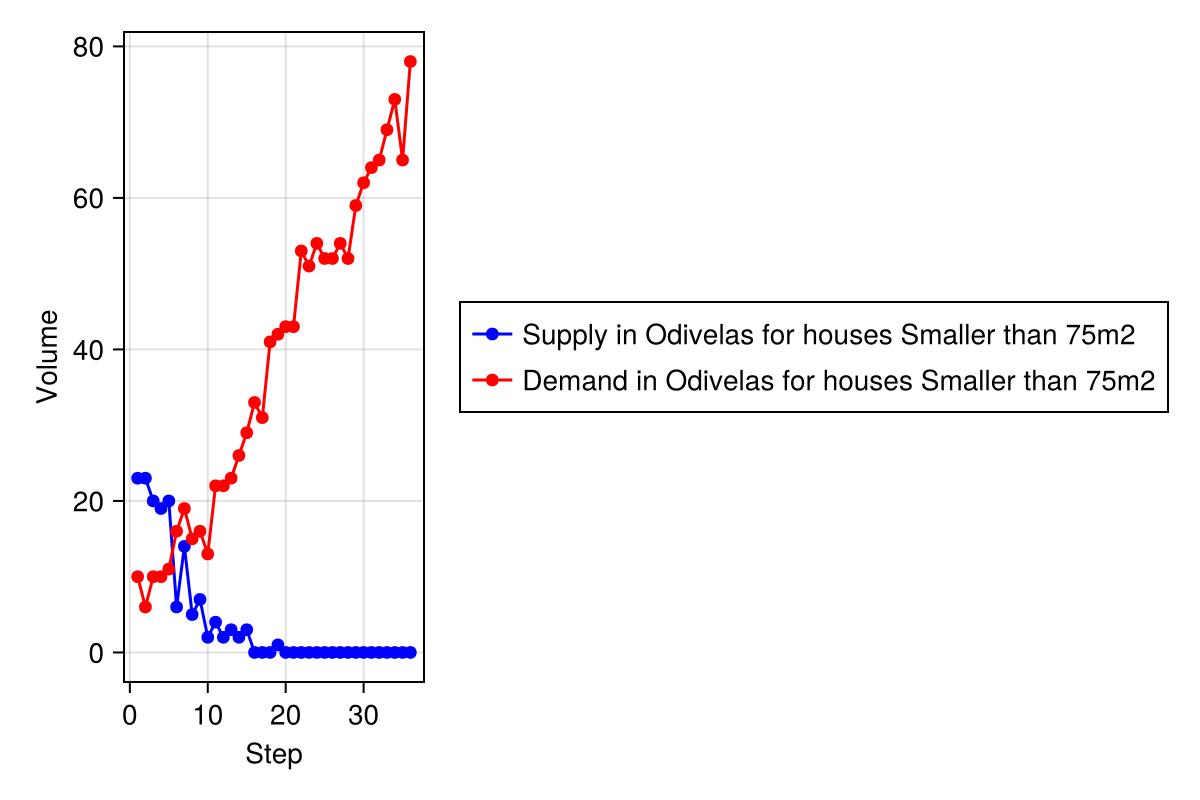 80
60
40
20
0
Volume
0 10 20 30
Step
Supply in Odivelas for houses Smaller than 75m2
Demand in Odivelas for houses Smaller than 75m2